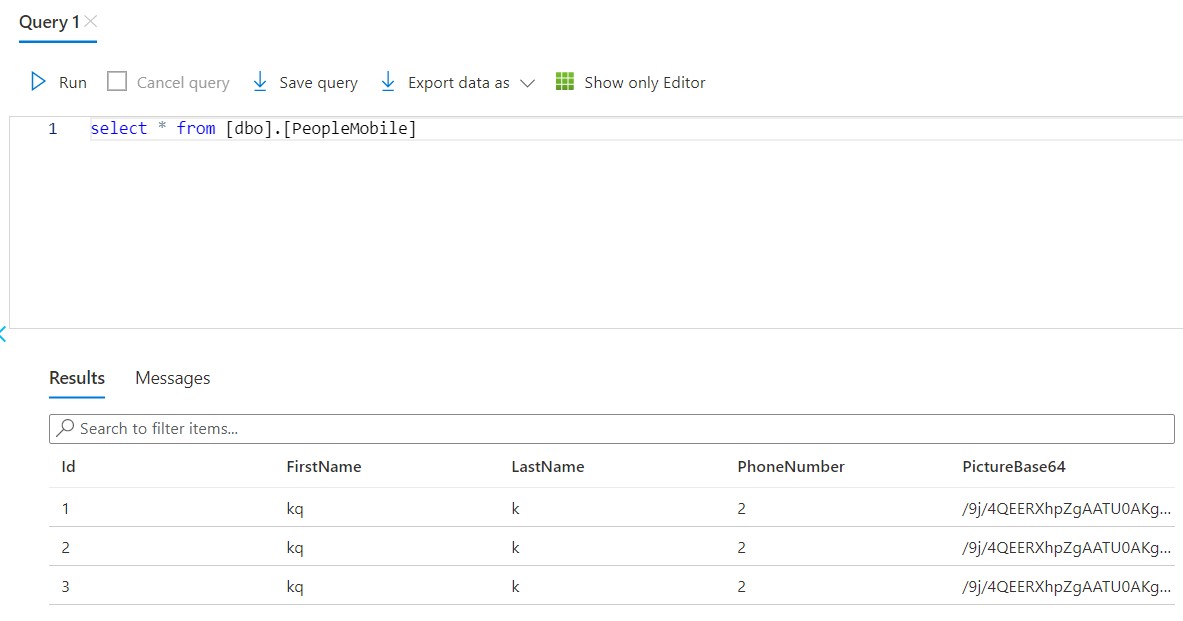 Query 1
Run Cancel query Save query Export data as Show only Editor
1 select * from [dbo].[PeopleMobile]
Results Messages
Search to filter items...
Id FirstName LastName PhoneNumber PictureBase64
1 kq k 2 /9j/4QEERXhpZgAATU0AKg...
2 kq k 2 /9j/4QEERXhpZgAATU0AKg...
3 kq k 2 /9j/4QEERXhpZgAATU0AKg...